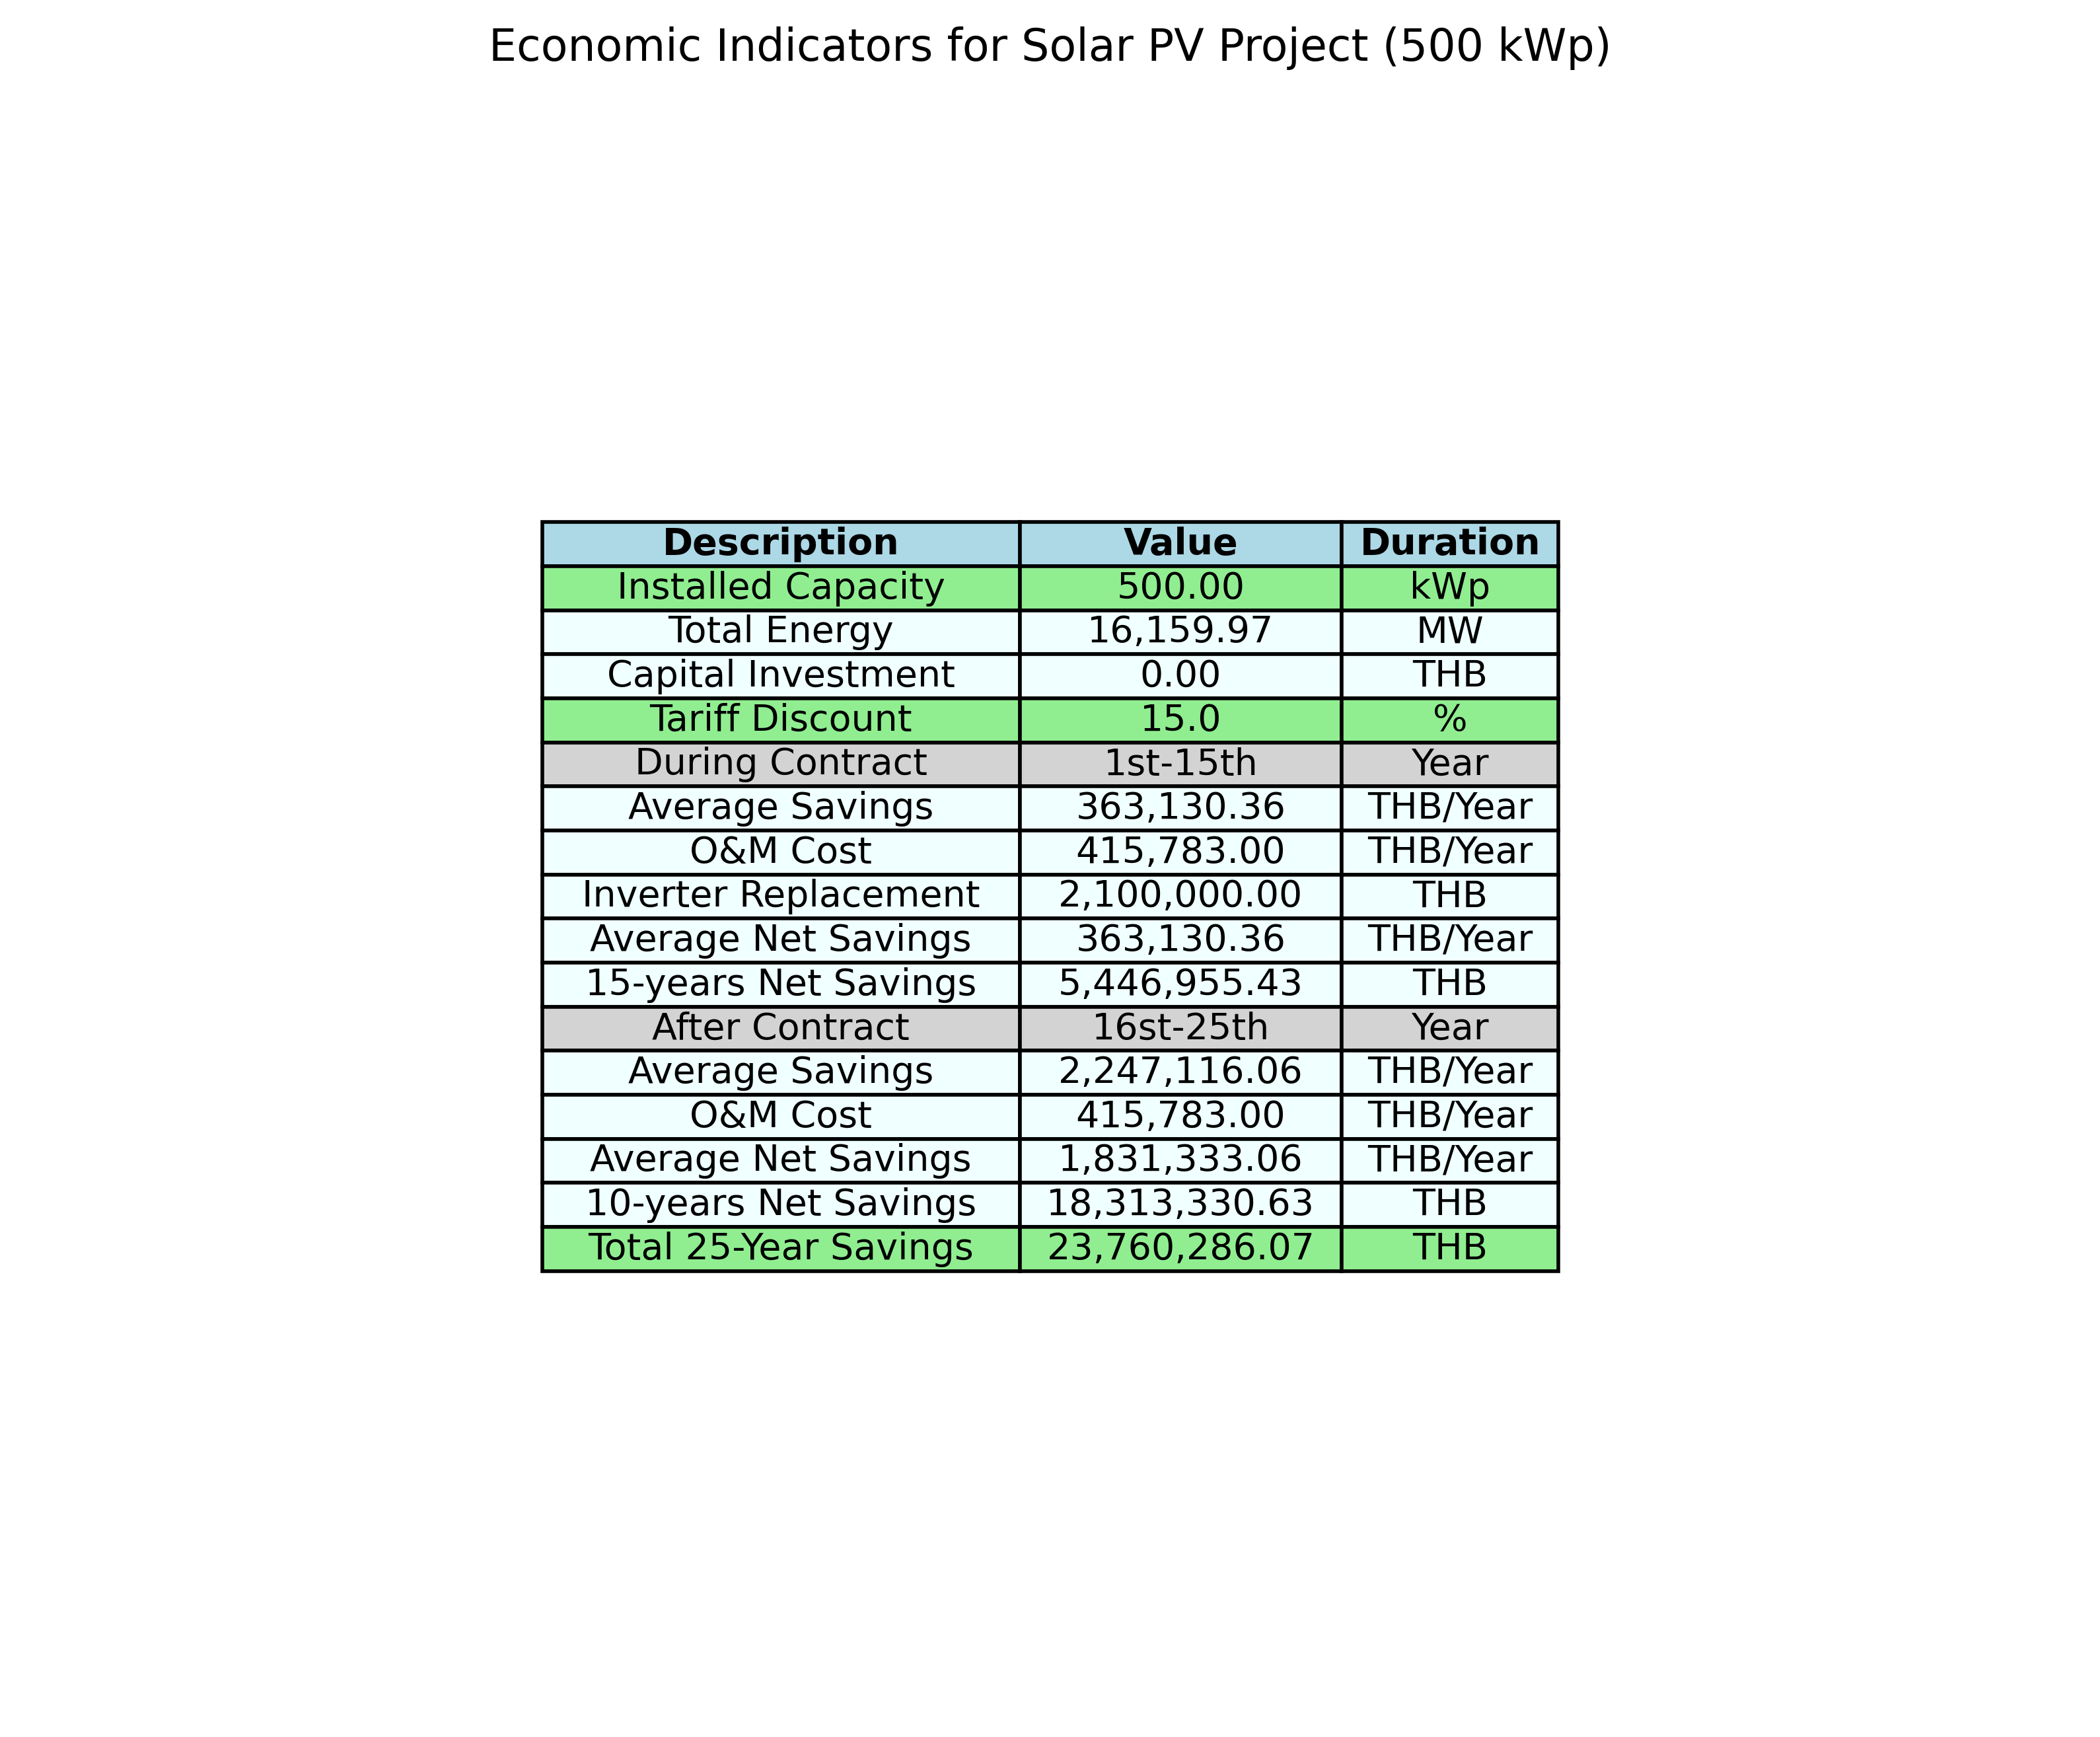 Economic Indicators for Solar PV Project (500 kWp)
Description Value Duration
Installed Capacity 500.00 kWp
Total Energy 16,159.97 MW
Capital Investment 0.00 THB
Tariff Discount 15.0 %
During Contract 1st-15th Year
Average Savings 363,130.36 THB/Year
O&M Cost 415,783.00 THB/Year
Inverter Replacement 2,100,000.00 THB
Average Net Savings 363,130.36 THB/Year
15-years Net Savings 5,446,955.43 THB
After Contract 16st-25th Year
Average Savings 2,247,116.06 THB/Year
O&M Cost 415,783.00 THB/Year
Average Net Savings 1,831,333.06 THB/Year
10-years Net Savings 18,313,330.63 THB
Total 25-Year Savings 23,760,286.07 THB